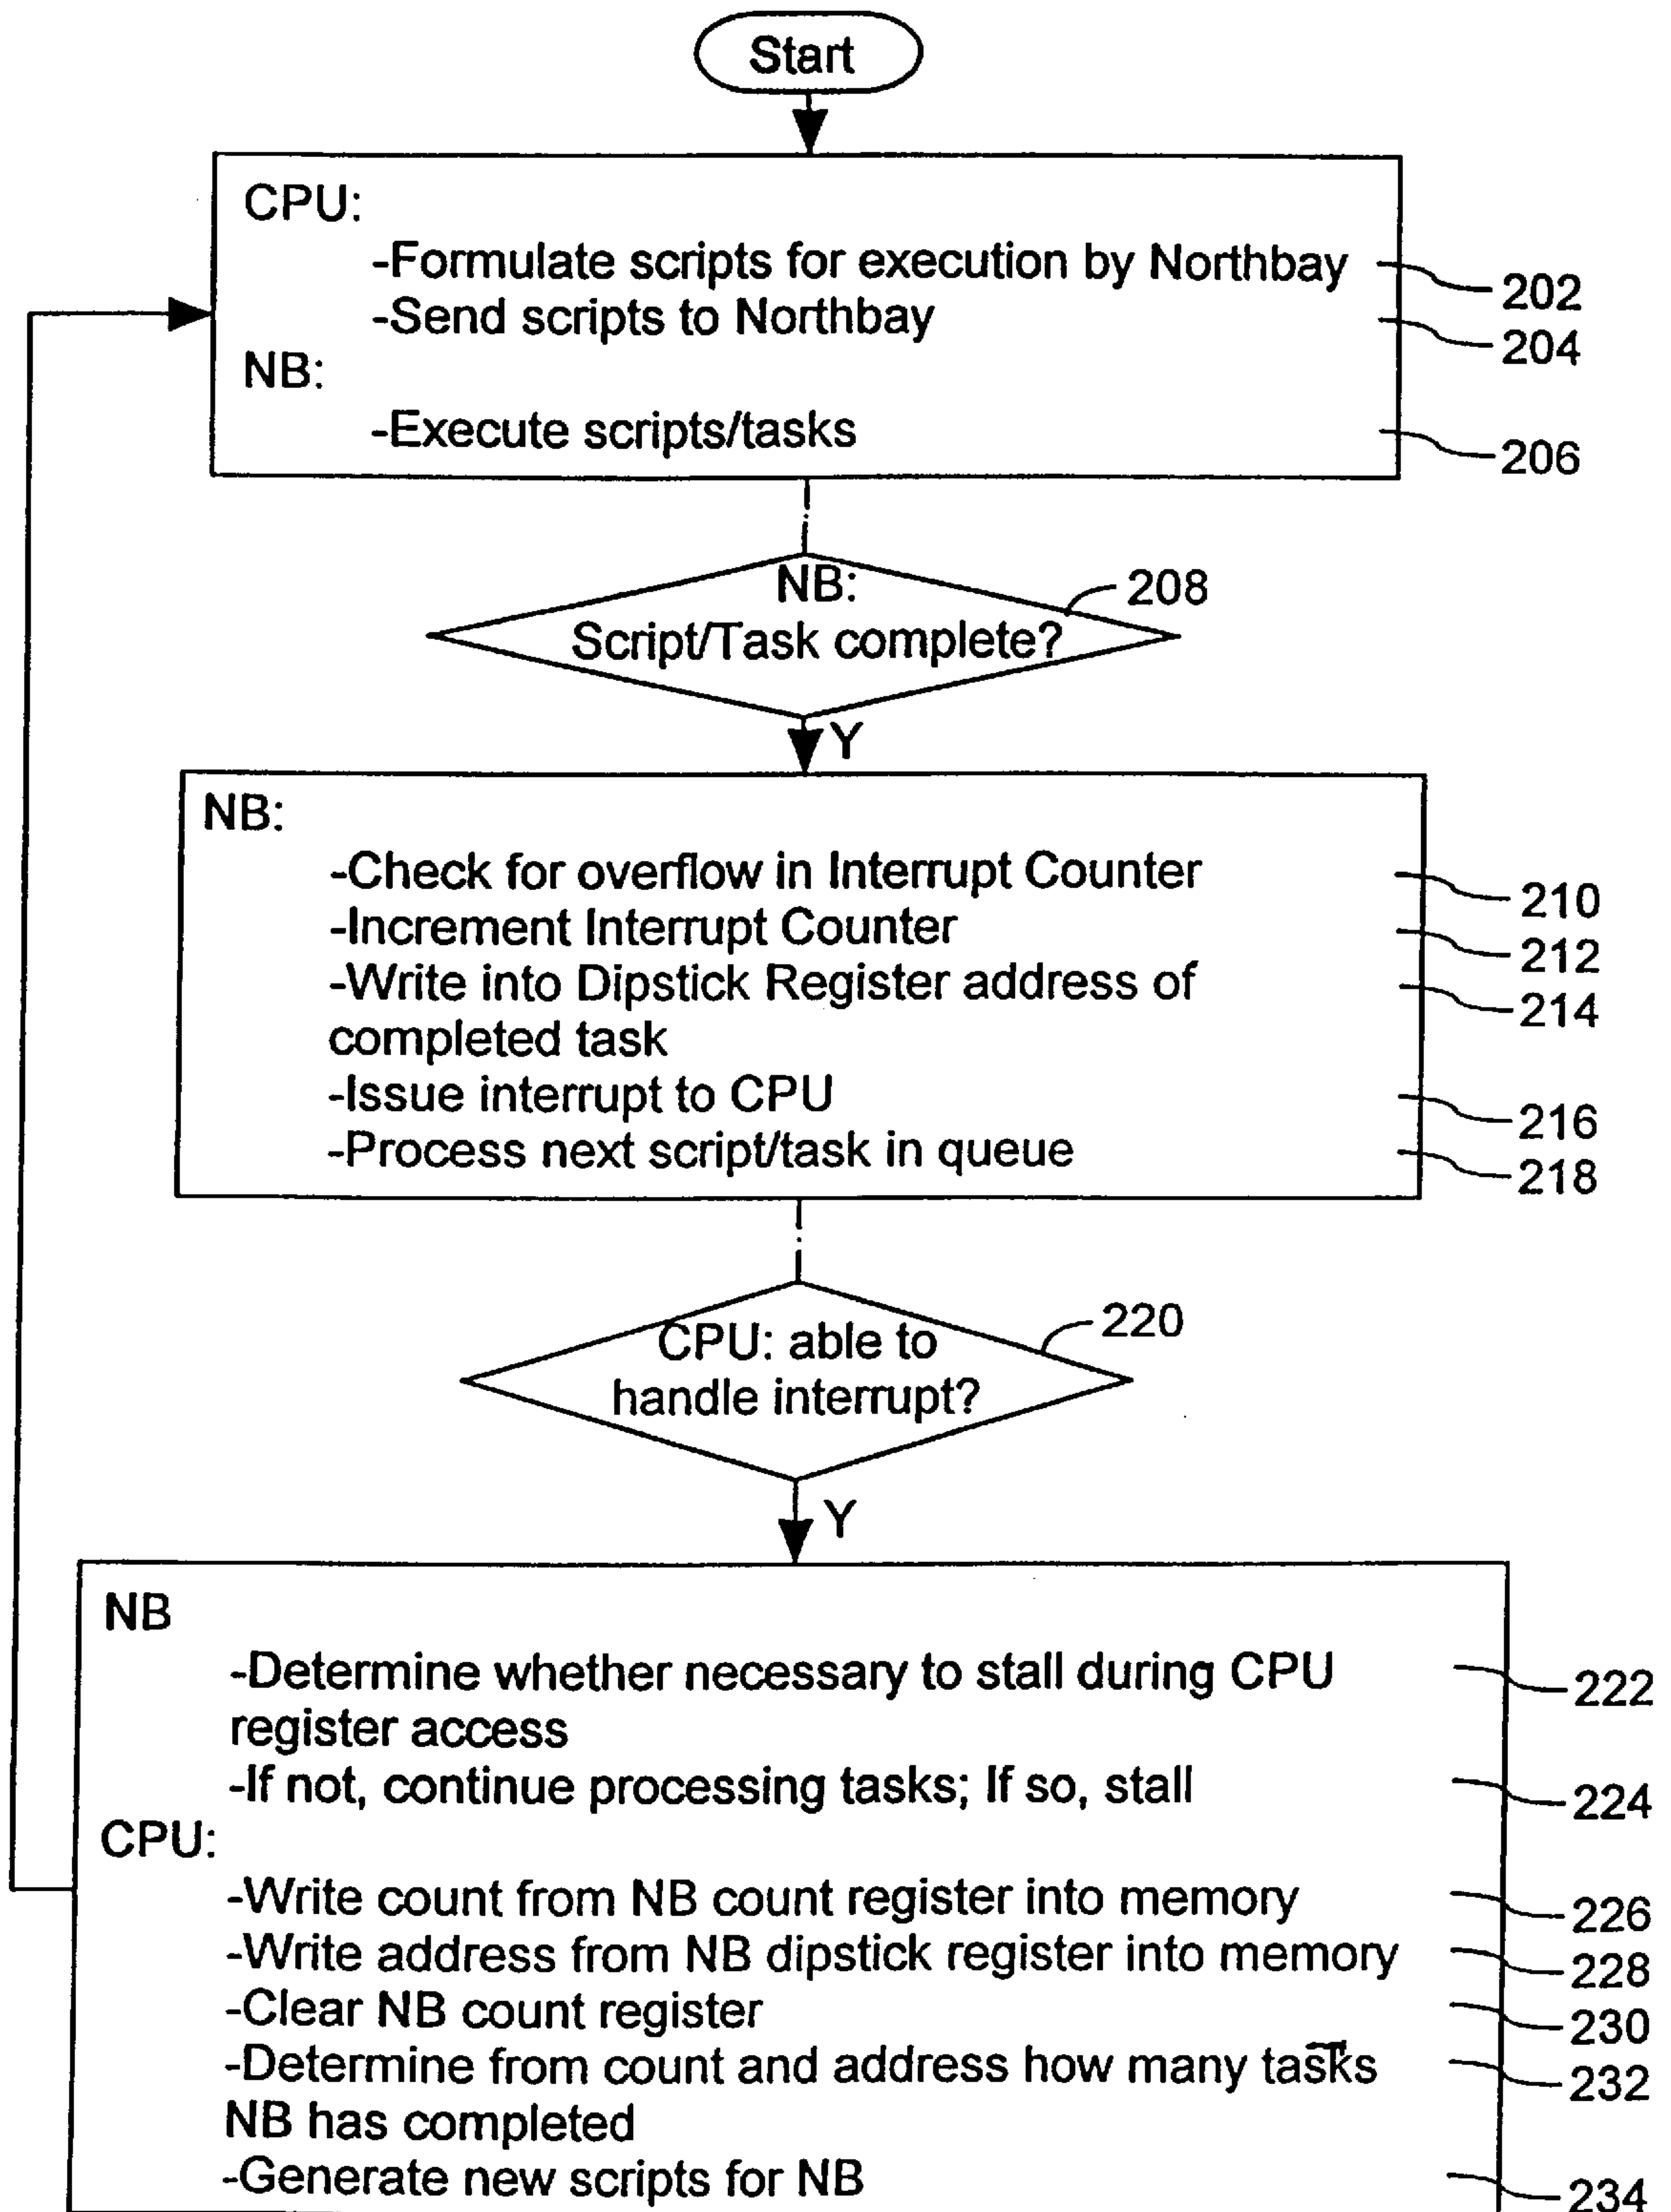 Start
CPU:
-Formulate scripts for execution by Northbay
202
-Send scripts to Northbay
204
NB:
-Execute scripts/tasks
206
NB:
208
Script/Task complete?
Y
NB:
-Check for overflow in Interrupt Counter
210
-Increment Interrupt Counter
212
-Write into Dipstick Register address of
214
completed task
-Issue interrupt to CPU
216
-Process next script/task in queue
218
CPU: able to
220
handle interrupt?
Y
NB
-Determine whether necessary to stall during CPU
222
register access
-If not, continue processing tasks; If so, stall
224
CPU:
-Write count from NB count register into memory
226
-Write address from NB dipstick register into memory
228
-Clear NB count register
230
-Determine from count and address how many tasks
232
NB has completed
-Generate new scripts for NB
234